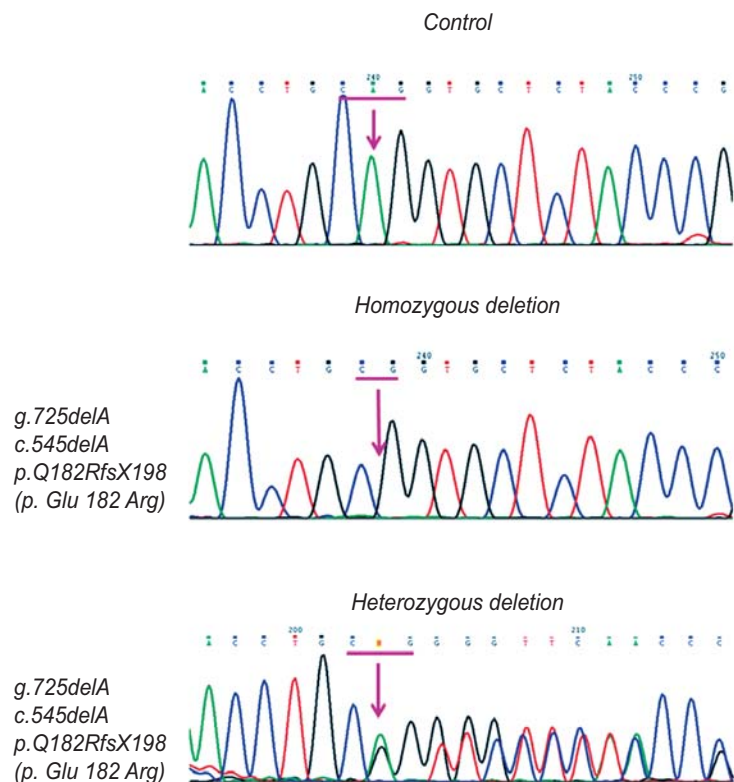 Control
240 250
A C C T G C A G G T G C T C T A C C C G
Homozygous deletion
240 250
A C C T G C G G T G C T C T A C C C
g.725delA
c.545delA
p.Q182RfsX198
(p. Glu 182 Arg)
Heterozygous deletion
200 210
A C C T G C N G G G G T T C A A C C C
g.725delA
c.545delA
p.Q182RfsX198
(p. Glu 182 Arg)